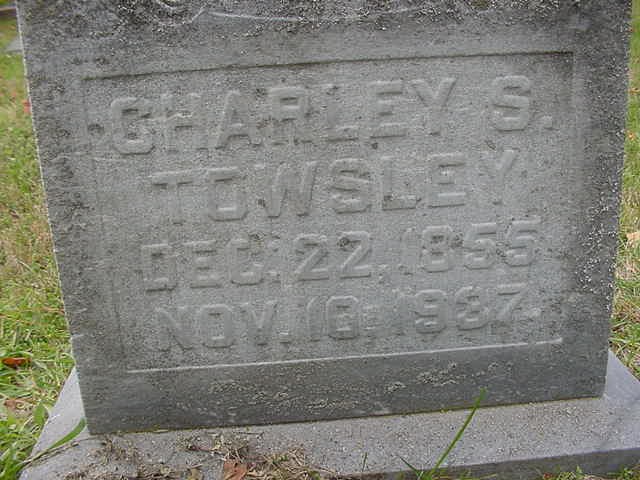 CHARLEY S.
TOWSLEY
DEC. 22, 1855
NOV. 16, 1937.